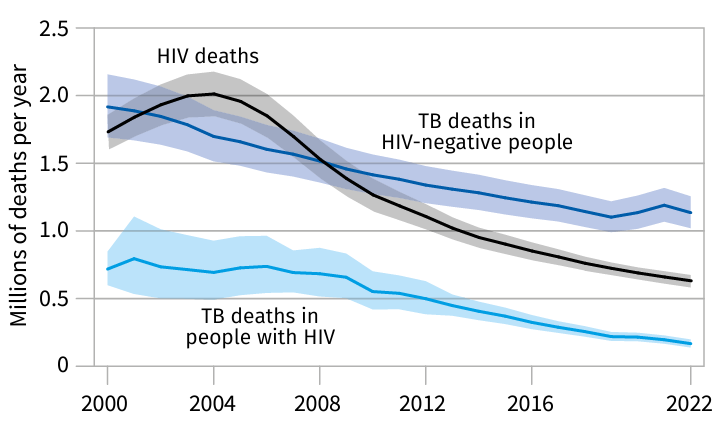 Millions of deaths per year
2.5
2.0
1.5
1.0
0.5
0
HIV deaths
TB deaths in
HIV-negative people
TB deaths in
people with HIV
2000 2004 2008 2012 2016 2022